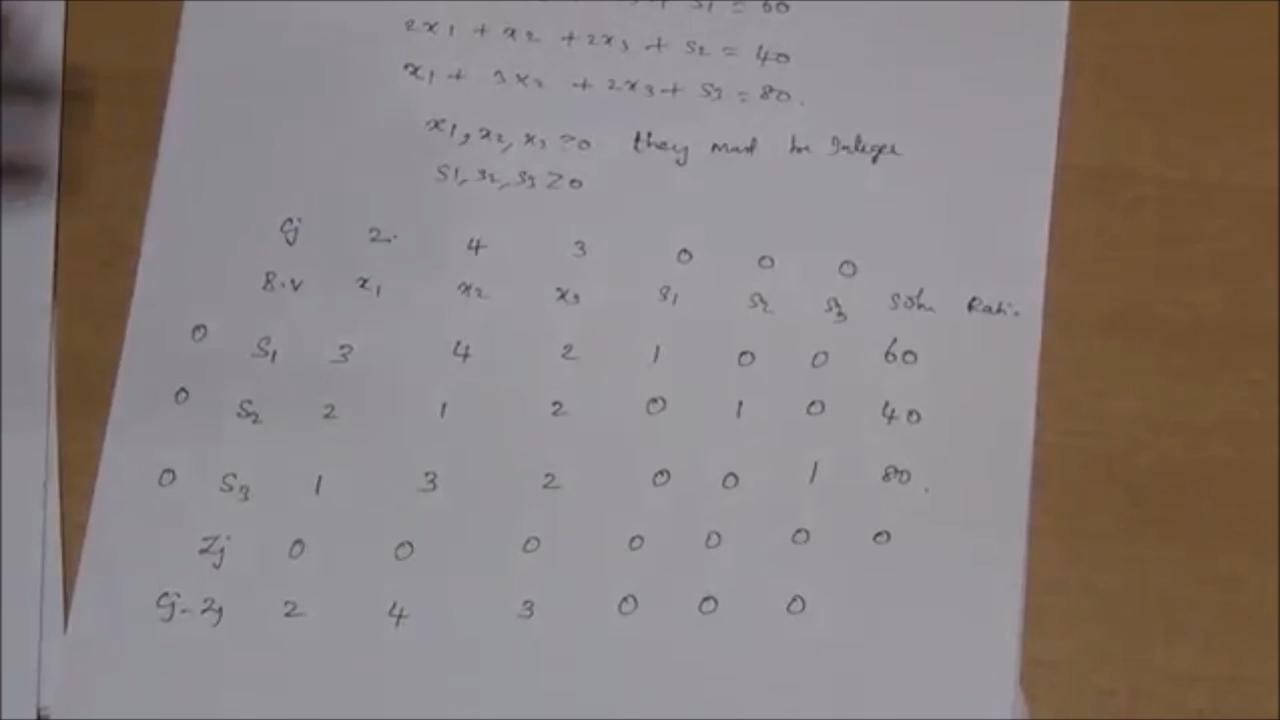 S1 = 60
2x1 + x2 + 2x3 + S2 = 40
x1 + 3x2 + 2x3 + S3 = 80.
x1, x2, x3 ≥ 0 they must be Integer
S1, S2, S3 ≥ 0
Cj 2 4 3 0 0 0
B.V x1 x2 x3 S1 S2 S3 Soln Ratio
0 S1 3 4 2 1 0 0 60
0 S2 2 1 2 0 1 0 40
0 S3 1 3 2 0 0 1 80.
Zj 0 0 0 0 0 0 0
Cj-Zj 2 4 3 0 0 0